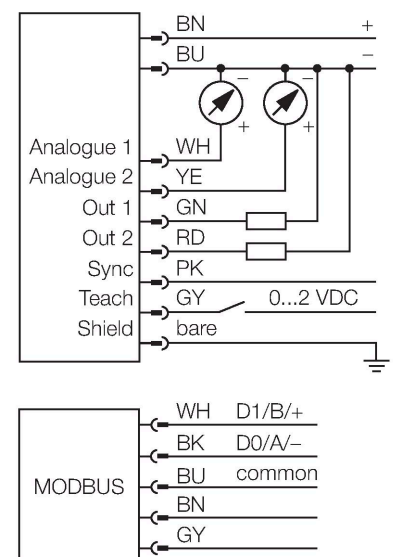 BN +
BU −
− −
+ +
Analogue 1 WH
Analogue 2 YE
Out 1 GN
Out 2 RD
Sync PK
Teach GY 0...2 VDC
Shield bare
WH D1/B/+
BK D0/A/−
MODBUS BU common
BN
GY